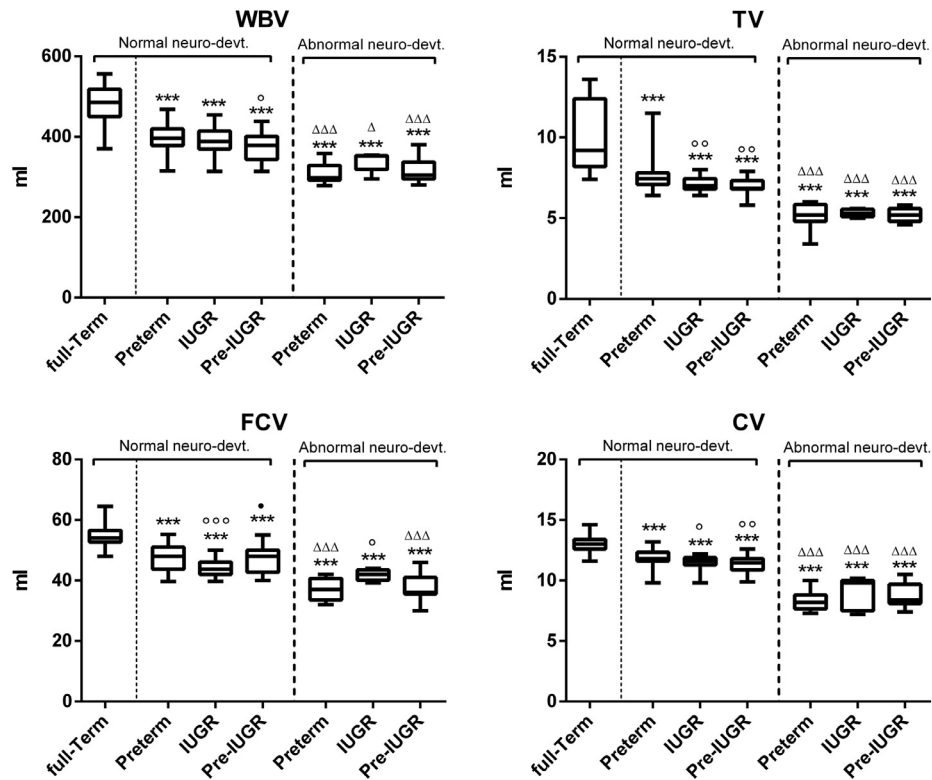 WBV
Normal neuro-devt. Abnormal neuro-devt.
600
400
200
0
ml
*** *** ° *** ΔΔΔ *** Δ *** ΔΔΔ ***
full-Term Preterm IUGR Pre-IUGR Preterm IUGR Pre-IUGR
TV
Normal neuro-devt. Abnormal neuro-devt.
15
10
5
0
ml
*** °° *** °° *** ΔΔΔ *** ΔΔΔ *** ΔΔΔ ***
full-Term Preterm IUGR Pre-IUGR Preterm IUGR Pre-IUGR
FCV
Normal neuro-devt. Abnormal neuro-devt.
80
60
40
20
0
ml
*** °°° *** • *** ΔΔΔ *** ° *** ΔΔΔ ***
full-Term Preterm IUGR Pre-IUGR Preterm IUGR Pre-IUGR
CV
Normal neuro-devt. Abnormal neuro-devt.
20
15
10
5
0
ml
*** ° *** °° *** ΔΔΔ *** ΔΔΔ *** ΔΔΔ ***
full-Term Preterm IUGR Pre-IUGR Preterm IUGR Pre-IUGR